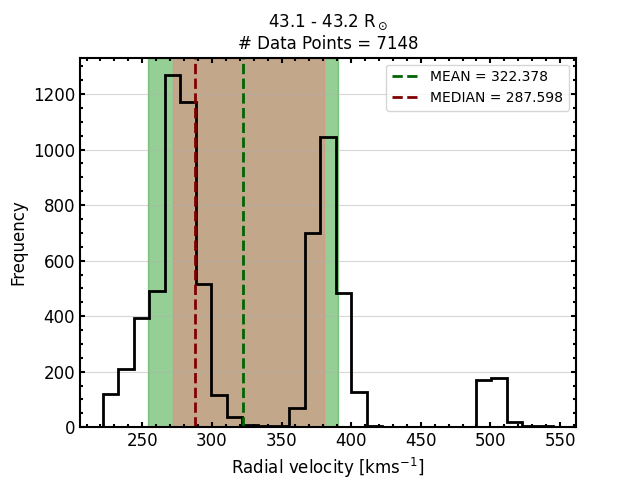 43.1 - 43.2 R⊙
# Data Points = 7148
MEAN = 322.378
MEDIAN = 287.598
Frequency
1200
1000
800
600
400
200
0
250 300 350 400 450 500 550
Radial velocity [kms⁻¹]